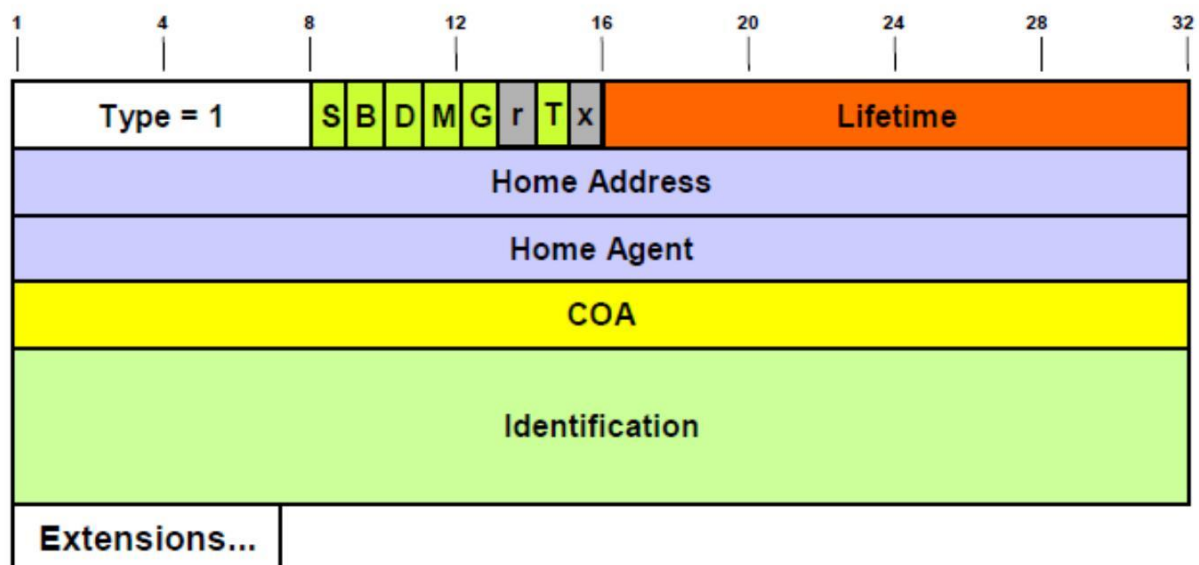 1 4 8 12 16 20 24 28 32
Type = 1 S B D M G r T x Lifetime
Home Address
Home Agent
COA
Identification
Extensions...